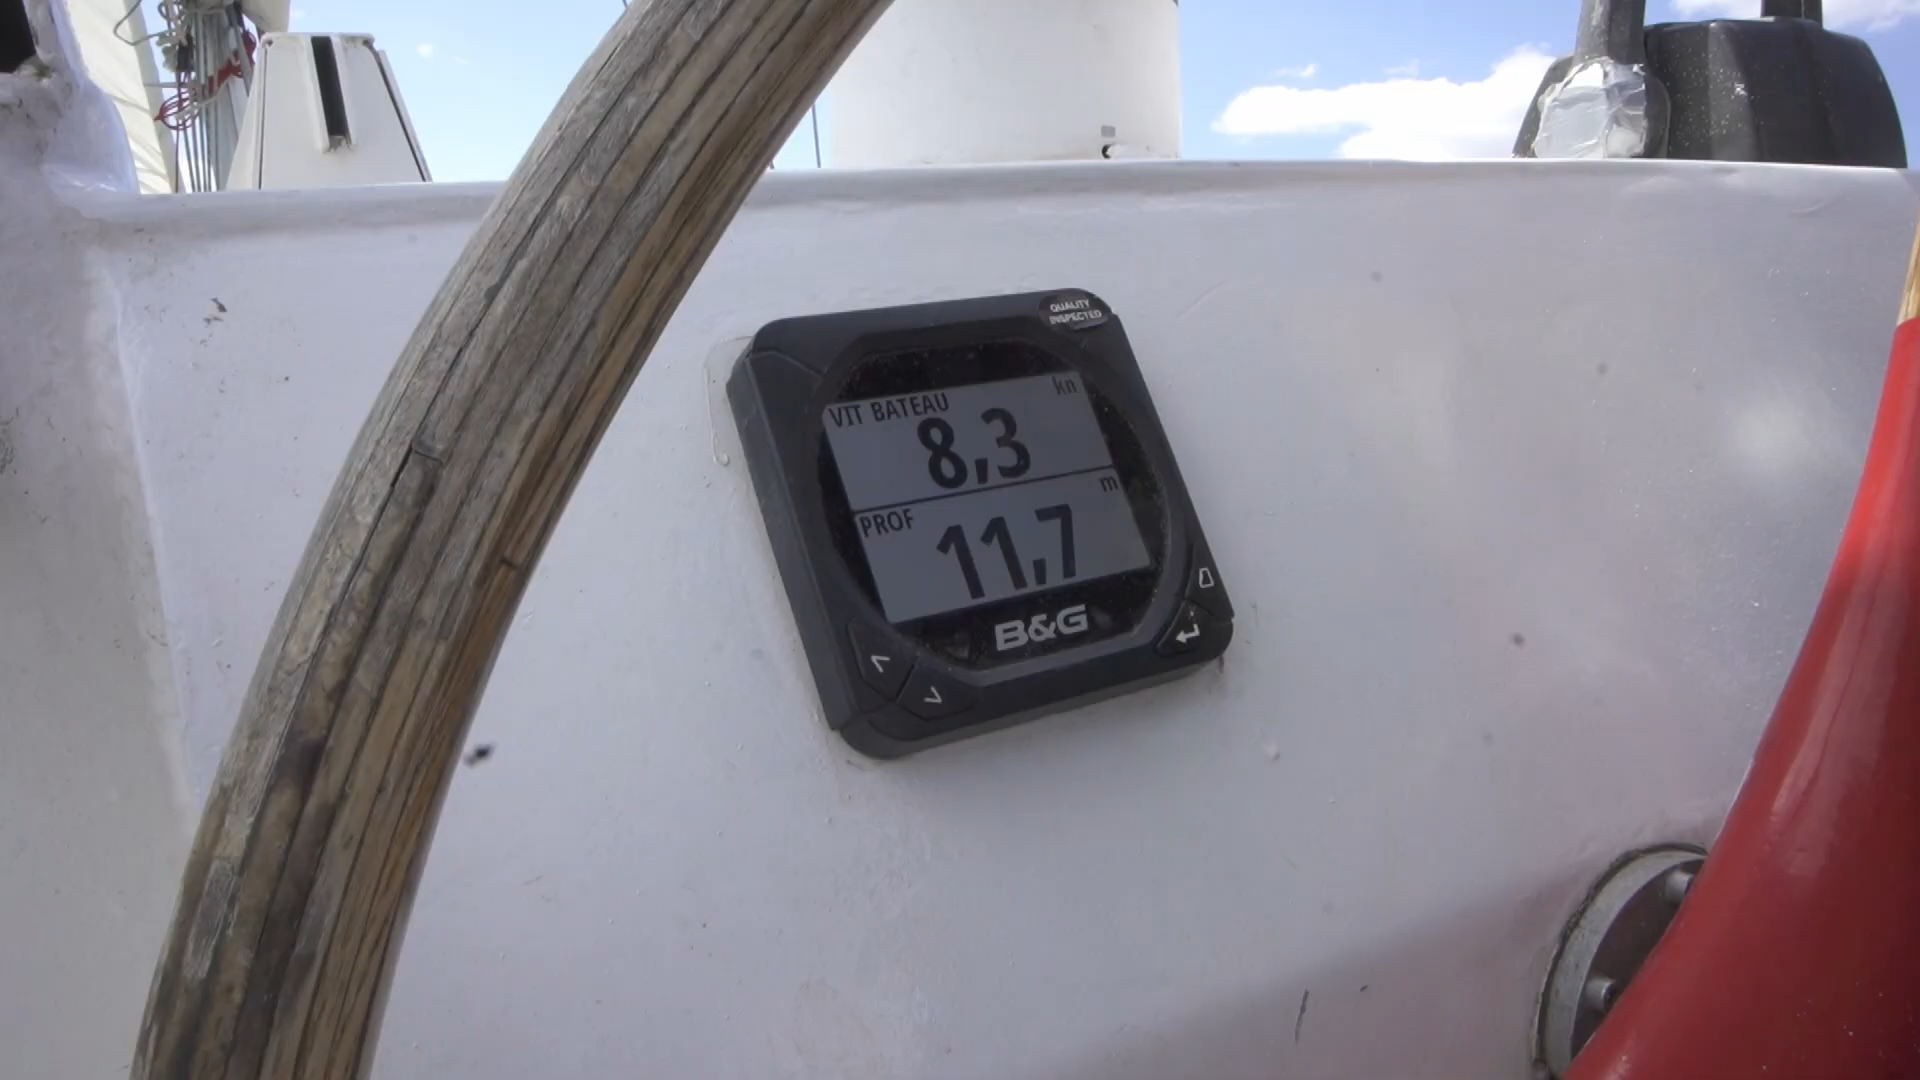 QUALITY
INSPECTED
VIT BATEAU kn
8,3
PROF m
11,7
B&G